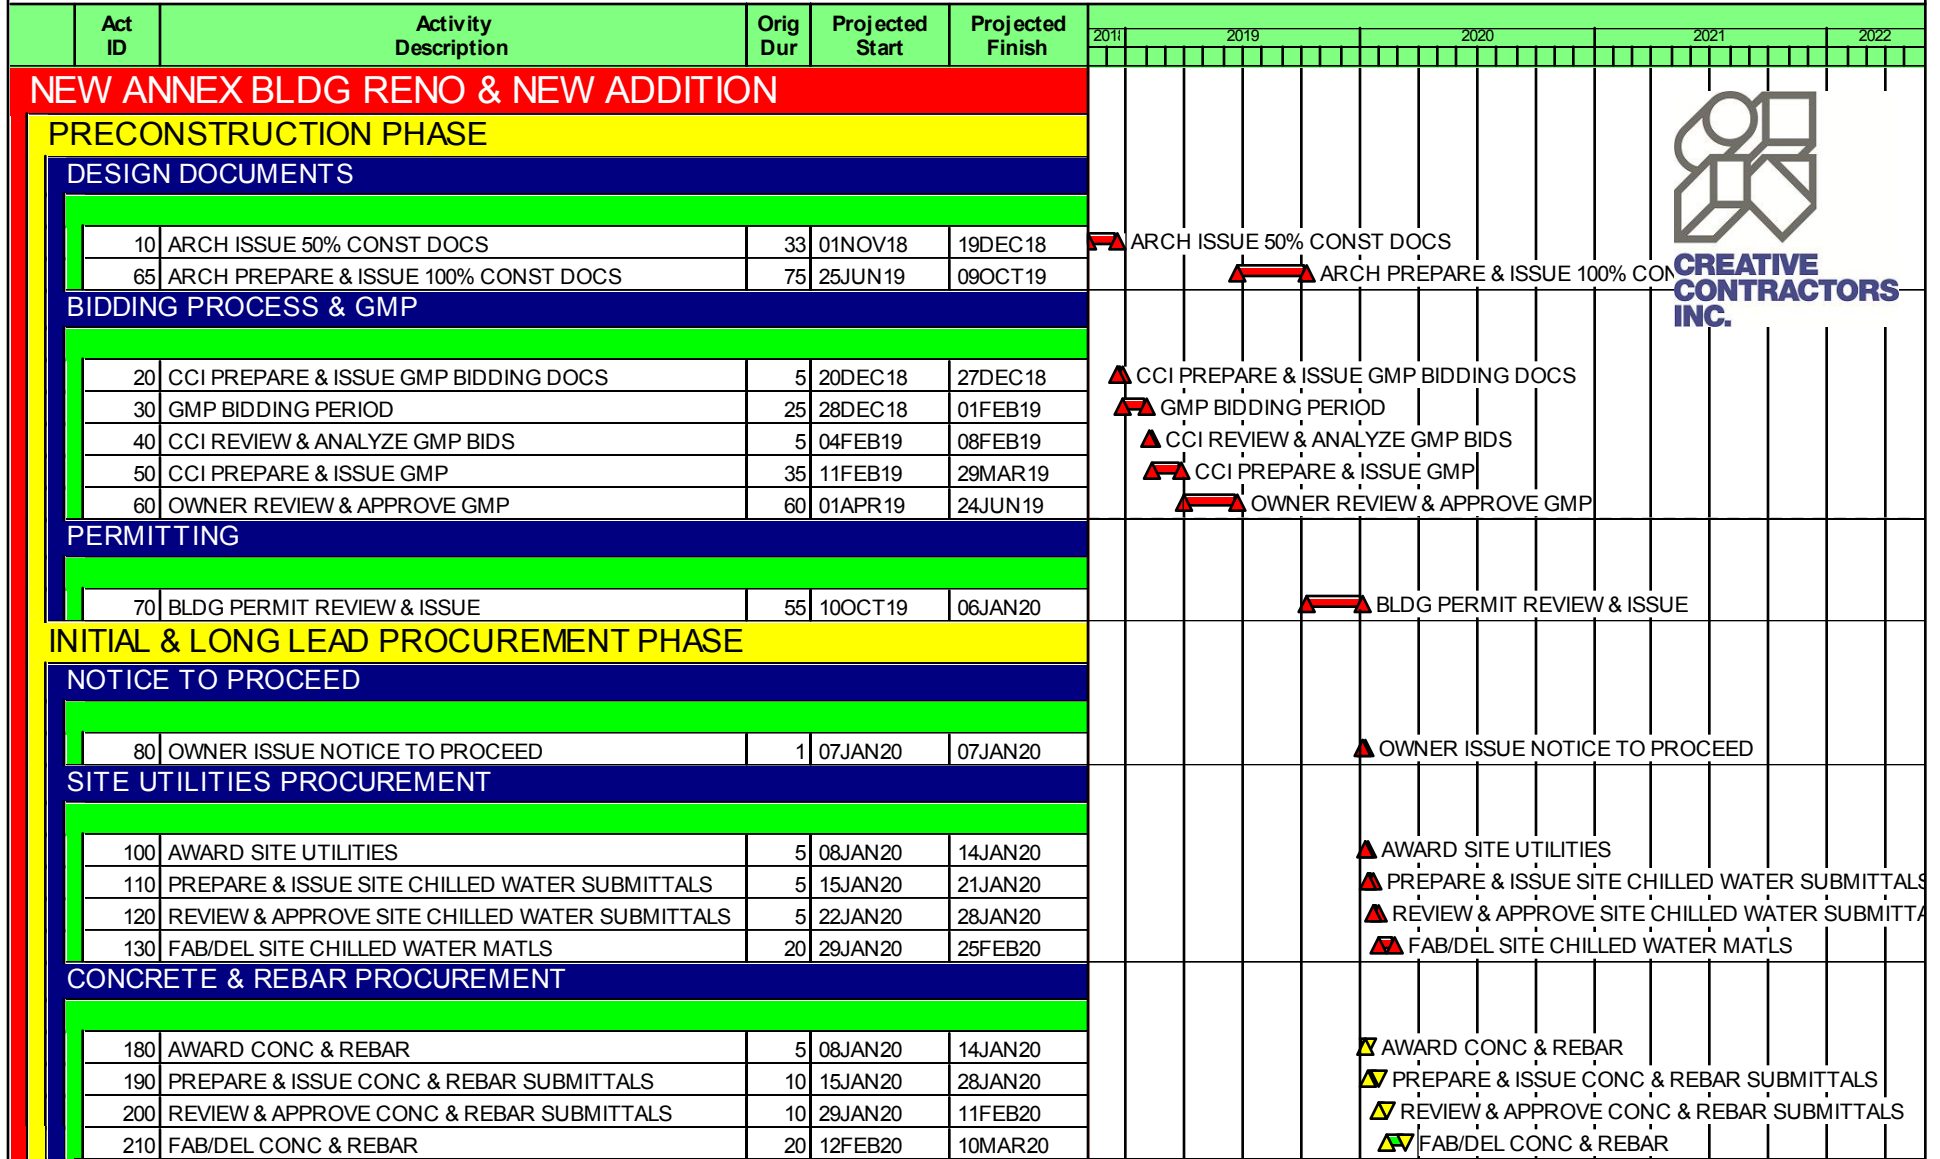 Act ID Activity Description Orig Dur Projected Start Projected Finish
2018 2019 2020 2021 2022
NEW ANNEX BLDG RENO & NEW ADDITION
PRECONSTRUCTION PHASE
DESIGN DOCUMENTS
10 ARCH ISSUE 50% CONST DOCS 33 01NOV18 19DEC18 ARCH ISSUE 50% CONST DOCS
65 ARCH PREPARE & ISSUE 100% CONST DOCS 75 25JUN19 09OCT19 ARCH PREPARE & ISSUE 100% CON
CREATIVE
CONTRACTORS
INC.
BIDDING PROCESS & GMP
20 CCI PREPARE & ISSUE GMP BIDDING DOCS 5 20DEC18 27DEC18 CCI PREPARE & ISSUE GMP BIDDING DOCS
30 GMP BIDDING PERIOD 25 28DEC18 01FEB19 GMP BIDDING PERIOD
40 CCI REVIEW & ANALYZE GMP BIDS 5 04FEB19 08FEB19 CCI REVIEW & ANALYZE GMP BIDS
50 CCI PREPARE & ISSUE GMP 35 11FEB19 29MAR19 CCI PREPARE & ISSUE GMP
60 OWNER REVIEW & APPROVE GMP 60 01APR19 24JUN19 OWNER REVIEW & APPROVE GMP
PERMITTING
70 BLDG PERMIT REVIEW & ISSUE 55 10OCT19 06JAN20 BLDG PERMIT REVIEW & ISSUE
INITIAL & LONG LEAD PROCUREMENT PHASE
NOTICE TO PROCEED
80 OWNER ISSUE NOTICE TO PROCEED 1 07JAN20 07JAN20 OWNER ISSUE NOTICE TO PROCEED
SITE UTILITIES PROCUREMENT
100 AWARD SITE UTILITIES 5 08JAN20 14JAN20 AWARD SITE UTILITIES
110 PREPARE & ISSUE SITE CHILLED WATER SUBMITTALS 5 15JAN20 21JAN20 PREPARE & ISSUE SITE CHILLED WATER SUBMITTALS
120 REVIEW & APPROVE SITE CHILLED WATER SUBMITTALS 5 22JAN20 28JAN20 REVIEW & APPROVE SITE CHILLED WATER SUBMITTA
130 FAB/DEL SITE CHILLED WATER MATLS 20 29JAN20 25FEB20 FAB/DEL SITE CHILLED WATER MATLS
CONCRETE & REBAR PROCUREMENT
180 AWARD CONC & REBAR 5 08JAN20 14JAN20 AWARD CONC & REBAR
190 PREPARE & ISSUE CONC & REBAR SUBMITTALS 10 15JAN20 28JAN20 PREPARE & ISSUE CONC & REBAR SUBMITTALS
200 REVIEW & APPROVE CONC & REBAR SUBMITTALS 10 29JAN20 11FEB20 REVIEW & APPROVE CONC & REBAR SUBMITTALS
210 FAB/DEL CONC & REBAR 20 12FEB20 10MAR20 FAB/DEL CONC & REBAR